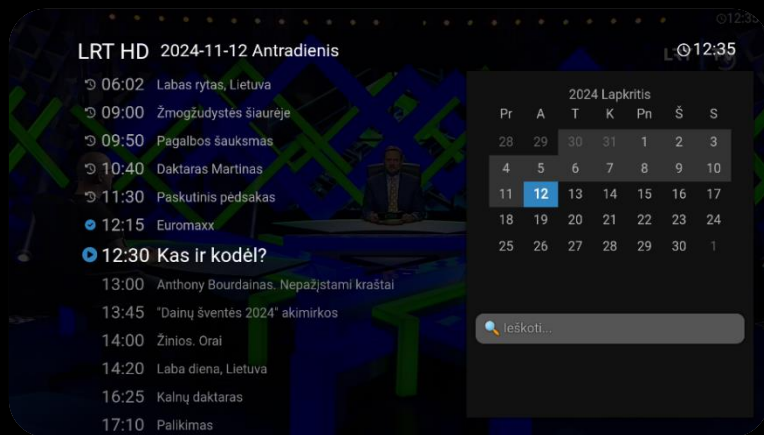 12:35
LRT HD 2024-11-12 Antradienis
12:35
06:02 Labas rytas, Lietuva
09:00 Žmogžudystės šiaurėje
09:50 Pagalbos šauksmas
10:40 Daktaras Martinas
11:30 Paskutinis pėdsakas
12:15 Euromaxx
12:30 Kas ir kodėl?
13:00 Anthony Bourdainas. Nepažįstami kraštai
13:45 "Dainų šventės 2024" akimirkos
14:00 Žinios. Orai
14:20 Laba diena, Lietuva
16:25 Kalnų daktaras
17:10 Palikimas
2024 Lapkritis
Pr A T K Pn Š S
28 29 30 31 1 2 3
4 5 6 7 8 9 10
11 12 13 14 15 16 17
18 19 20 21 22 23 24
25 26 27 28 29 30 1
Ieškoti...